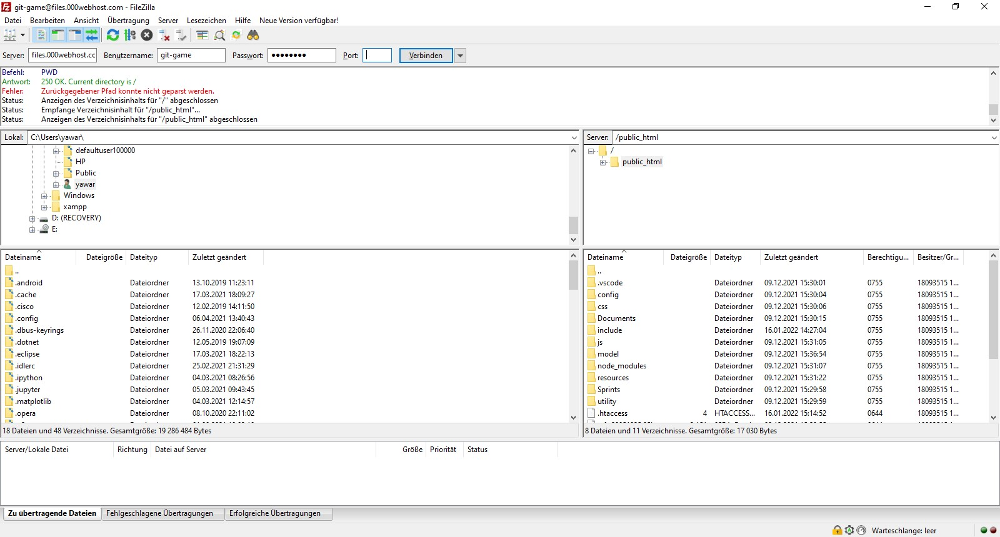 git-game@files.000webhost.com - FileZilla
Datei Bearbeiten Ansicht Übertragung Server Lesezeichen Hilfe Neue Version verfügbar!
Server: files.000webhost.cc Benutzername: git-game Passwort: ●●●●●●●● Port: Verbinden
Befehl: PWD
Antwort: 250 OK. Current directory is /
Fehler: Zurückgegebener Pfad konnte nicht geparst werden.
Status: Anzeigen des Verzeichnisinhalts für "/" abgeschlossen
Status: Empfange Verzeichnisinhalt für "/public_html"...
Status: Anzeigen des Verzeichnisinhalts für "/public_html" abgeschlossen
Lokal: C:\Users\yawar\
defaultuser100000
HP
Public
yawar
Windows
xampp
D: (RECOVERY)
E:
Server: /public_html
/
public_html
Dateiname Dateigröße Dateityp Zuletzt geändert
..
.android Dateiordner 13.10.2019 11:23:11
.cache Dateiordner 17.03.2021 18:09:27
.cisco Dateiordner 12.02.2019 14:11:50
.config Dateiordner 06.04.2021 13:40:43
.dbus-keyrings Dateiordner 26.11.2020 22:06:40
.dotnet Dateiordner 12.05.2019 19:07:09
.eclipse Dateiordner 17.03.2021 18:22:13
.idlerc Dateiordner 25.02.2021 21:31:29
.ipython Dateiordner 04.03.2021 08:26:56
.jupyter Dateiordner 05.03.2021 09:43:45
.matplotlib Dateiordner 04.03.2021 12:14:57
.opera Dateiordner 08.10.2020 22:11:02
18 Dateien und 48 Verzeichnisse. Gesamtgröße: 19 286 484 Bytes
Dateiname Dateigröße Dateityp Zuletzt geändert Berechtigu... Besitzer/Gr...
..
.vscode Dateiordner 09.12.2021 15:30:01 0755 18093515 1...
config Dateiordner 09.12.2021 15:30:04 0755 18093515 1...
css Dateiordner 09.12.2021 15:30:06 0755 18093515 1...
Documents Dateiordner 09.12.2021 15:30:15 0755 18093515 1...
include Dateiordner 16.01.2022 14:27:04 0755 18093515 1...
js Dateiordner 09.12.2021 15:31:05 0755 18093515 1...
model Dateiordner 09.12.2021 15:36:54 0755 18093515 1...
node_modules Dateiordner 09.12.2021 15:31:07 0755 18093515 1...
resources Dateiordner 09.12.2021 15:31:22 0755 18093515 1...
Sprints Dateiordner 09.12.2021 15:29:58 0755 18093515 1...
utility Dateiordner 09.12.2021 15:29:59 0755 18093515 1...
.htaccess 4 HTACCESS... 16.01.2022 15:14:52 0644 18093515 1...
8 Dateien und 11 Verzeichnisse. Gesamtgröße: 17 030 Bytes
Server/Lokale Datei Richtung Datei auf Server Größe Priorität Status
Zu übertragende Dateien Fehlgeschlagene Übertragungen Erfolgreiche Übertragungen
Warteschlange: leer